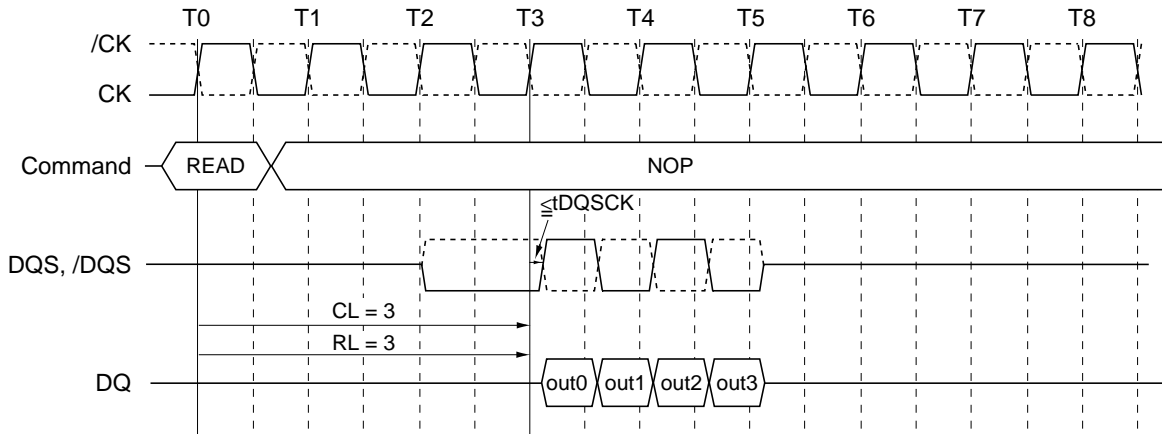 T0 T1 T2 T3 T4 T5 T6 T7 T8
/CK
CK
Command READ NOP
≦tDQSCK
DQS, /DQS
CL = 3
RL = 3
DQ out0 out1 out2 out3